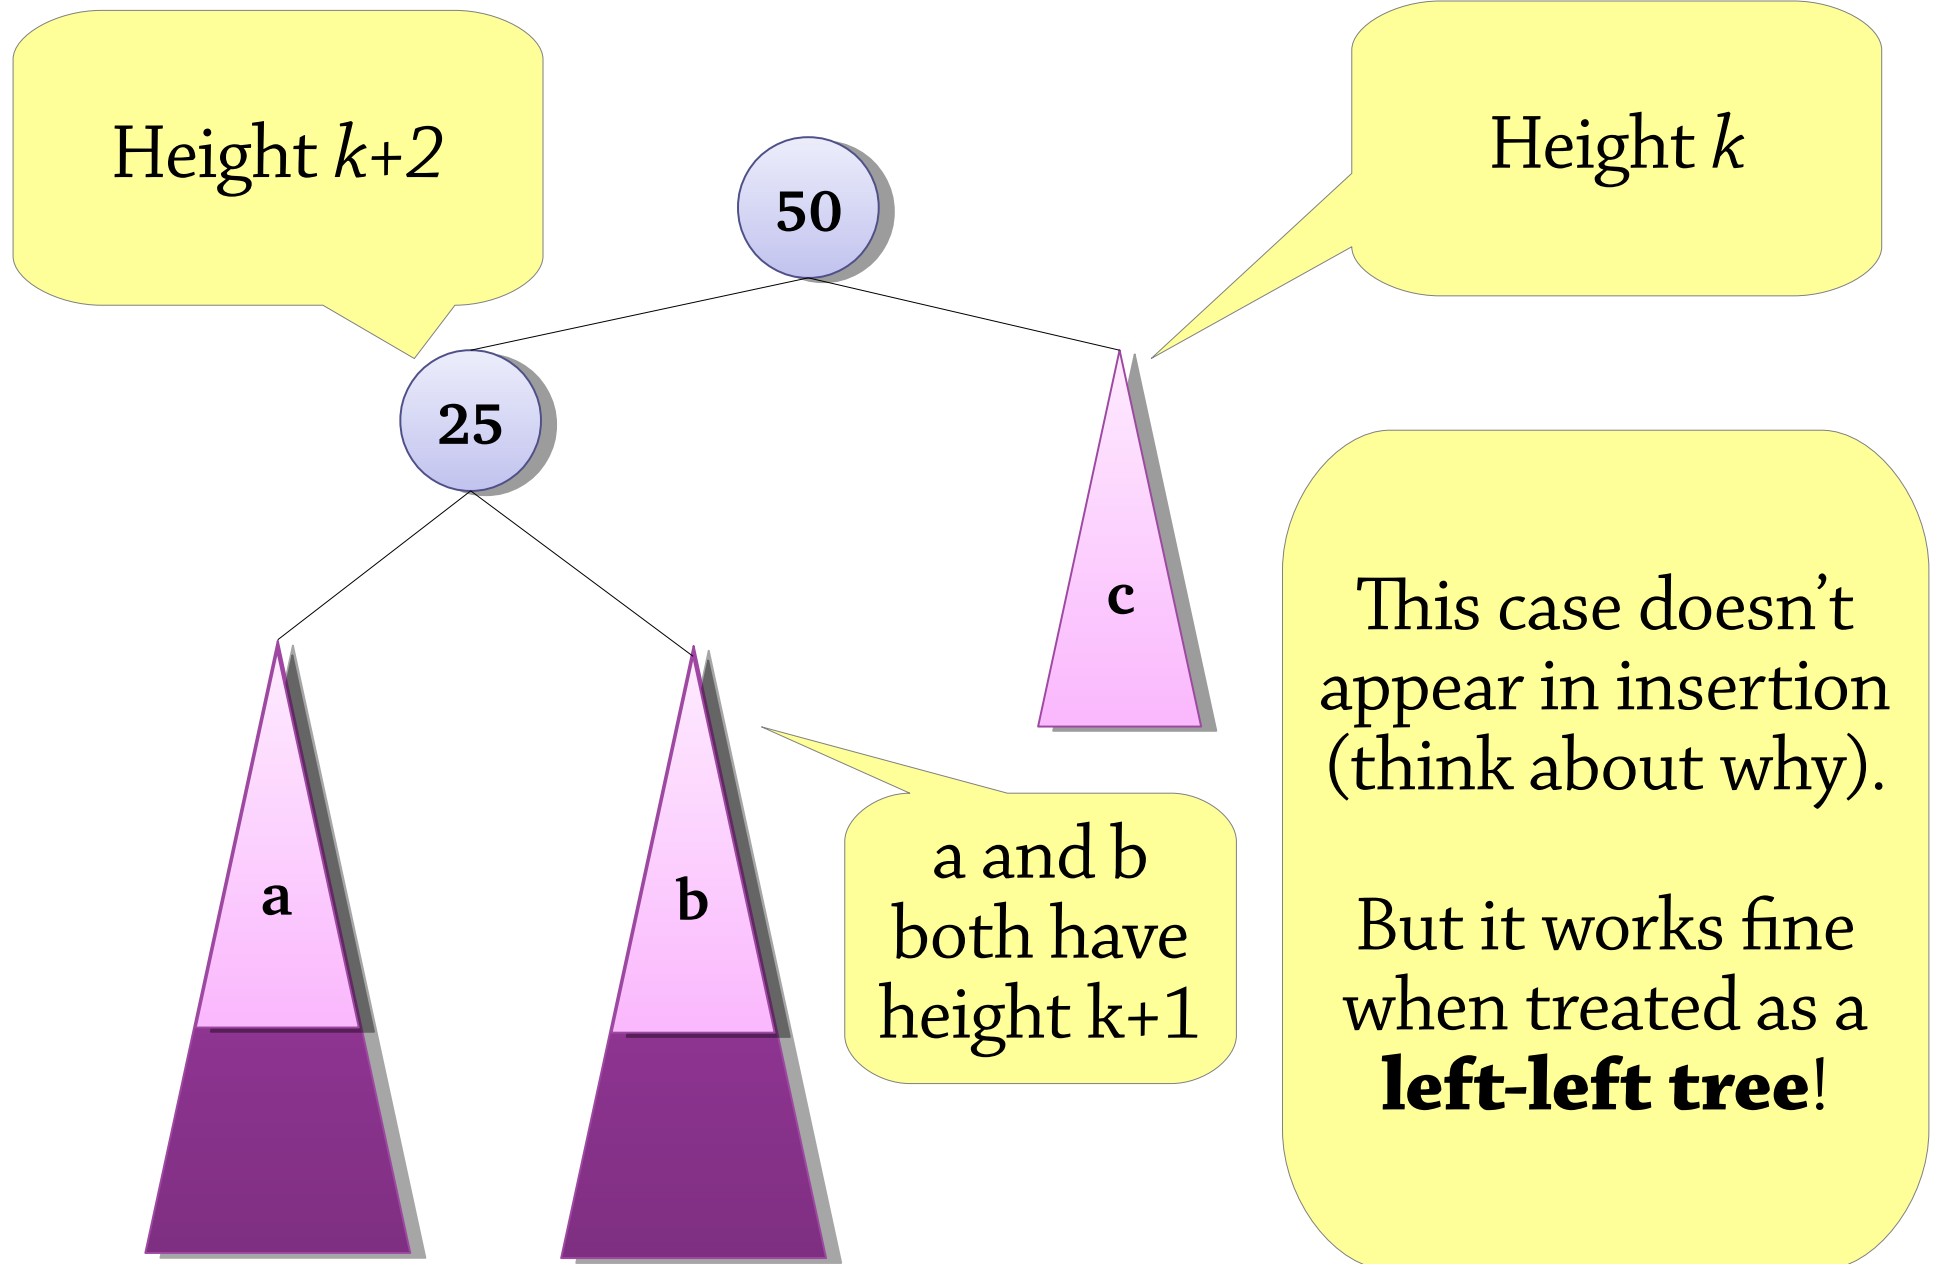 Height k+2
Height k
50
25
c
a
b
a and b
both have
height k+1
This case doesn’t
appear in insertion
(think about why).
But it works fine
when treated as a
left-left tree!